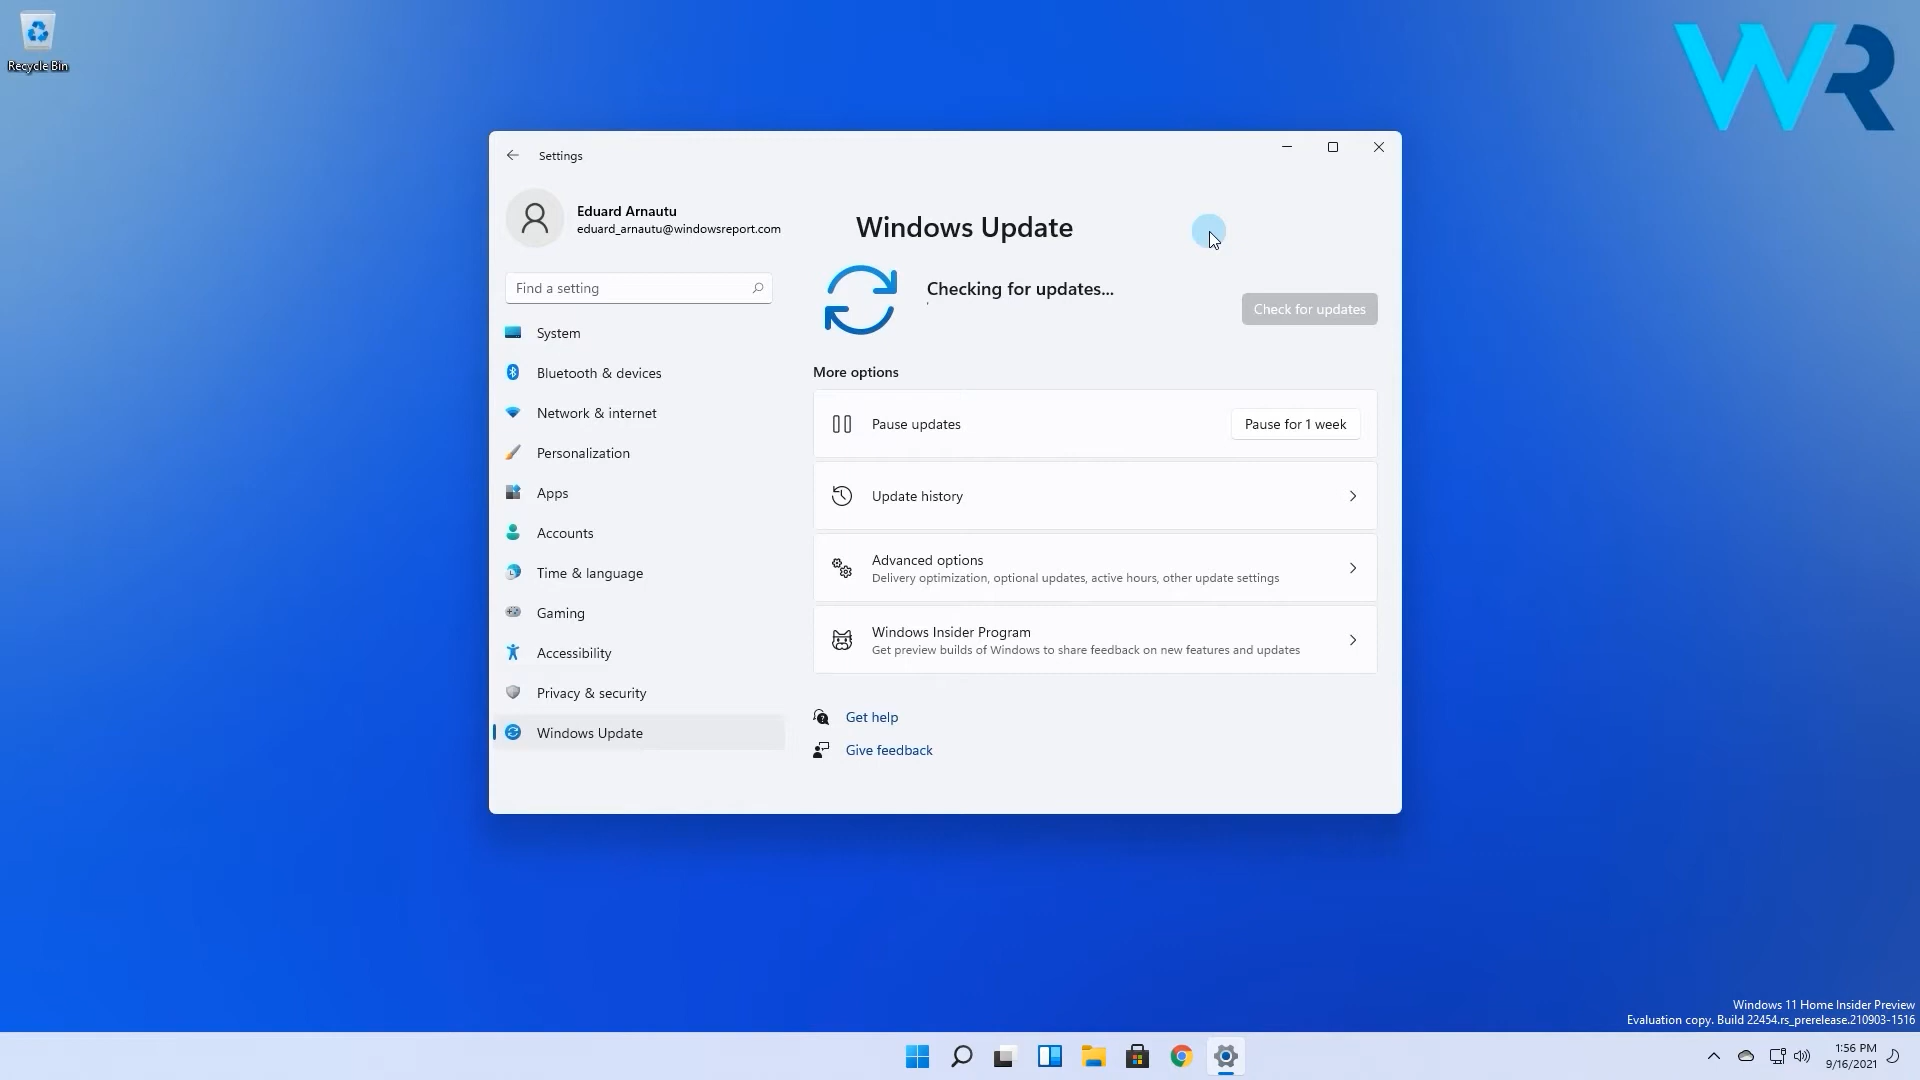 Recycle Bin
WR
Settings
Eduard Arnautu
eduard_arnautu@windowsreport.com
Find a setting
System
Bluetooth & devices
Network & internet
Personalization
Apps
Accounts
Time & language
Gaming
Accessibility
Privacy & security
Windows Update
Windows Update
Checking for updates...
Check for updates
More options
Pause updates
Pause for 1 week
Update history
Advanced options
Delivery optimization, optional updates, active hours, other update settings
Windows Insider Program
Get preview builds of Windows to share feedback on new features and updates
Get help
Give feedback
Windows 11 Home Insider Preview
Evaluation copy. Build 22454.rs_prerelease.210903-1516
1:56 PM
9/16/2021